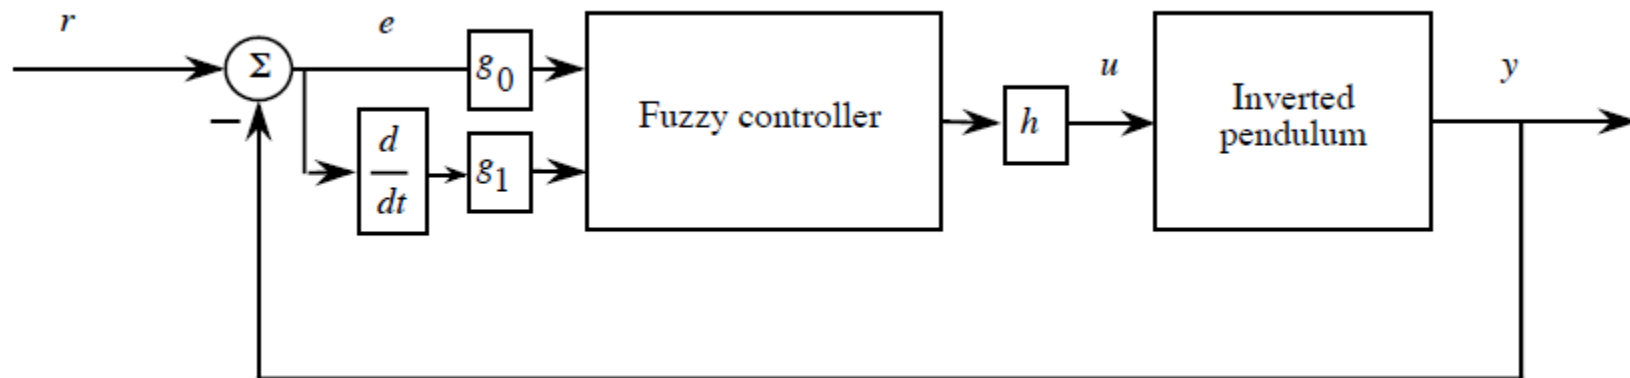 r
e
Σ
−
g0
d
dt
g1
Fuzzy controller
h
u
Inverted
pendulum
y